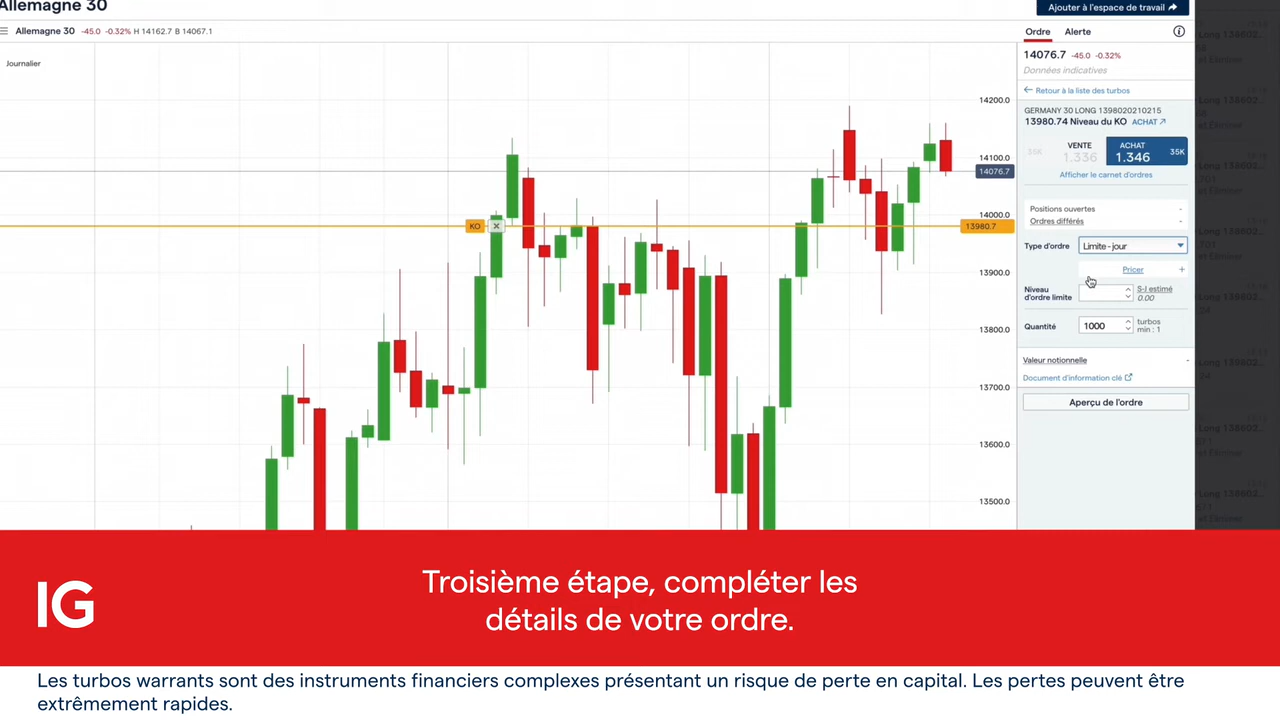 Allemagne 30
Ajouter à l'espace de travail
Allemagne 30 -45.0 -0.32% H 14162.7 B 14067.1
Journalier
14200.0
14100.0
14076.7
14000.0
KO
13980.7
13900.0
13800.0
13700.0
13600.0
13500.0
Ordre Alerte
14076.7 -45.0 -0.32%
Données indicatives
Retour à la liste des turbos
GERMANY 30 LONG 1398020210215
13980.74 Niveau du KO ACHAT
35K VENTE 1.336 ACHAT 1.346 35K
Afficher le carnet d'ordres
Positions ouvertes -
Ordres différés -
Type d'ordre Limite - jour
Pricer +
Niveau d'ordre limite S-J estimé 0.00
Quantité 1000 turbos min : 1
Valeur notionnelle -
Document d'information clé
Aperçu de l'ordre
IG
Troisième étape, compléter les
détails de votre ordre.
Les turbos warrants sont des instruments financiers complexes présentant un risque de perte en capital. Les pertes peuvent être
extrêmement rapides.